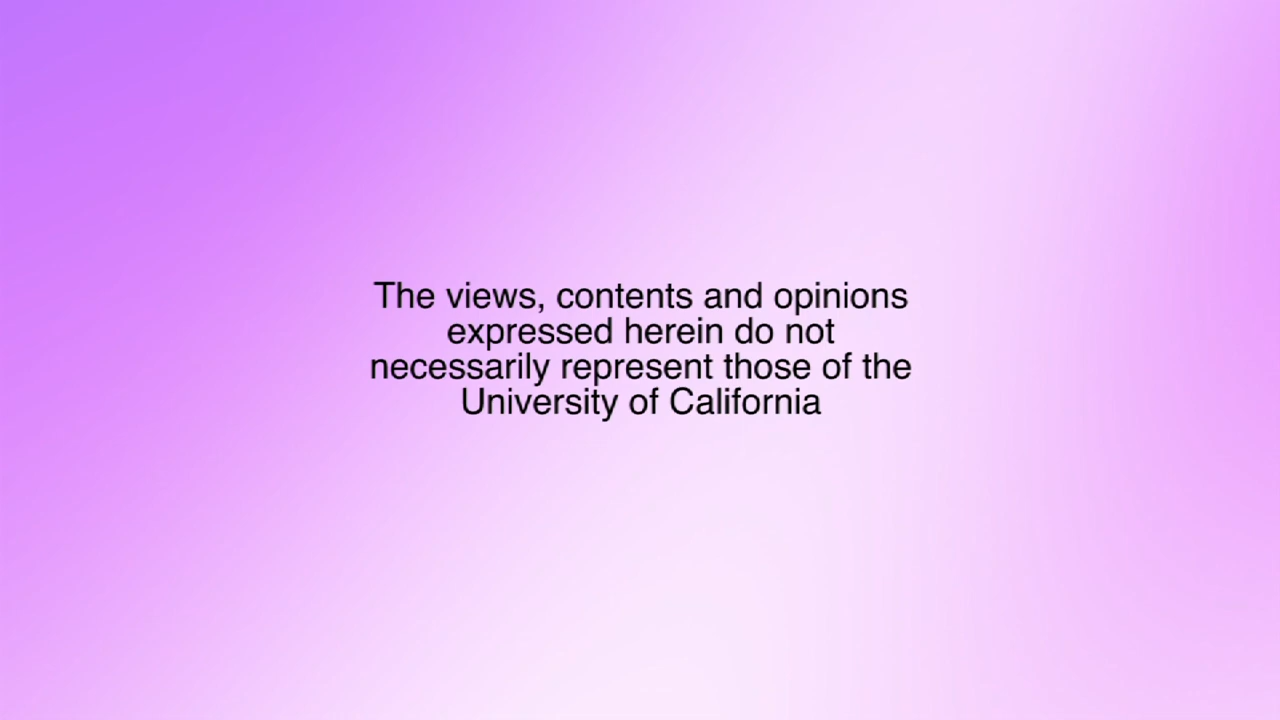 The views, contents and opinions
expressed herein do not
necessarily represent those of the
University of California